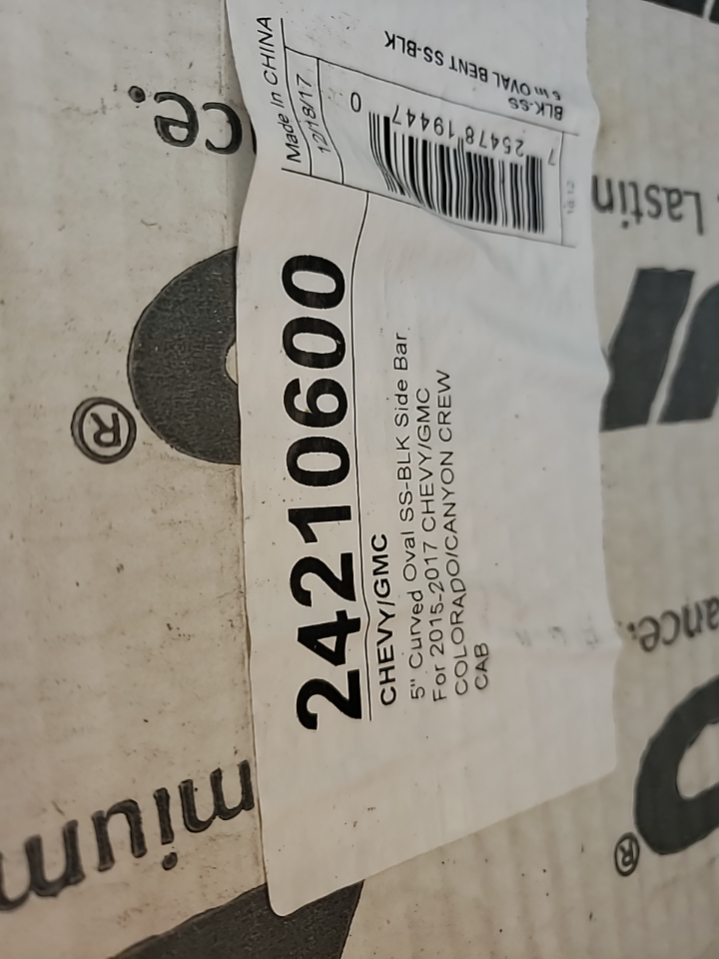 24210600
CHEVY/GMC
5" Curved Oval SS-BLK Side Bar
For 2015-2017 CHEVY/GMC
COLORADO/CANYON CREW
CAB
Made In CHINA
12/18/17
7 25478 19447 0
BLK-SS
6 in OVAL BENT SS-BLK
ce.
®
mium
Lastin
ance.
®